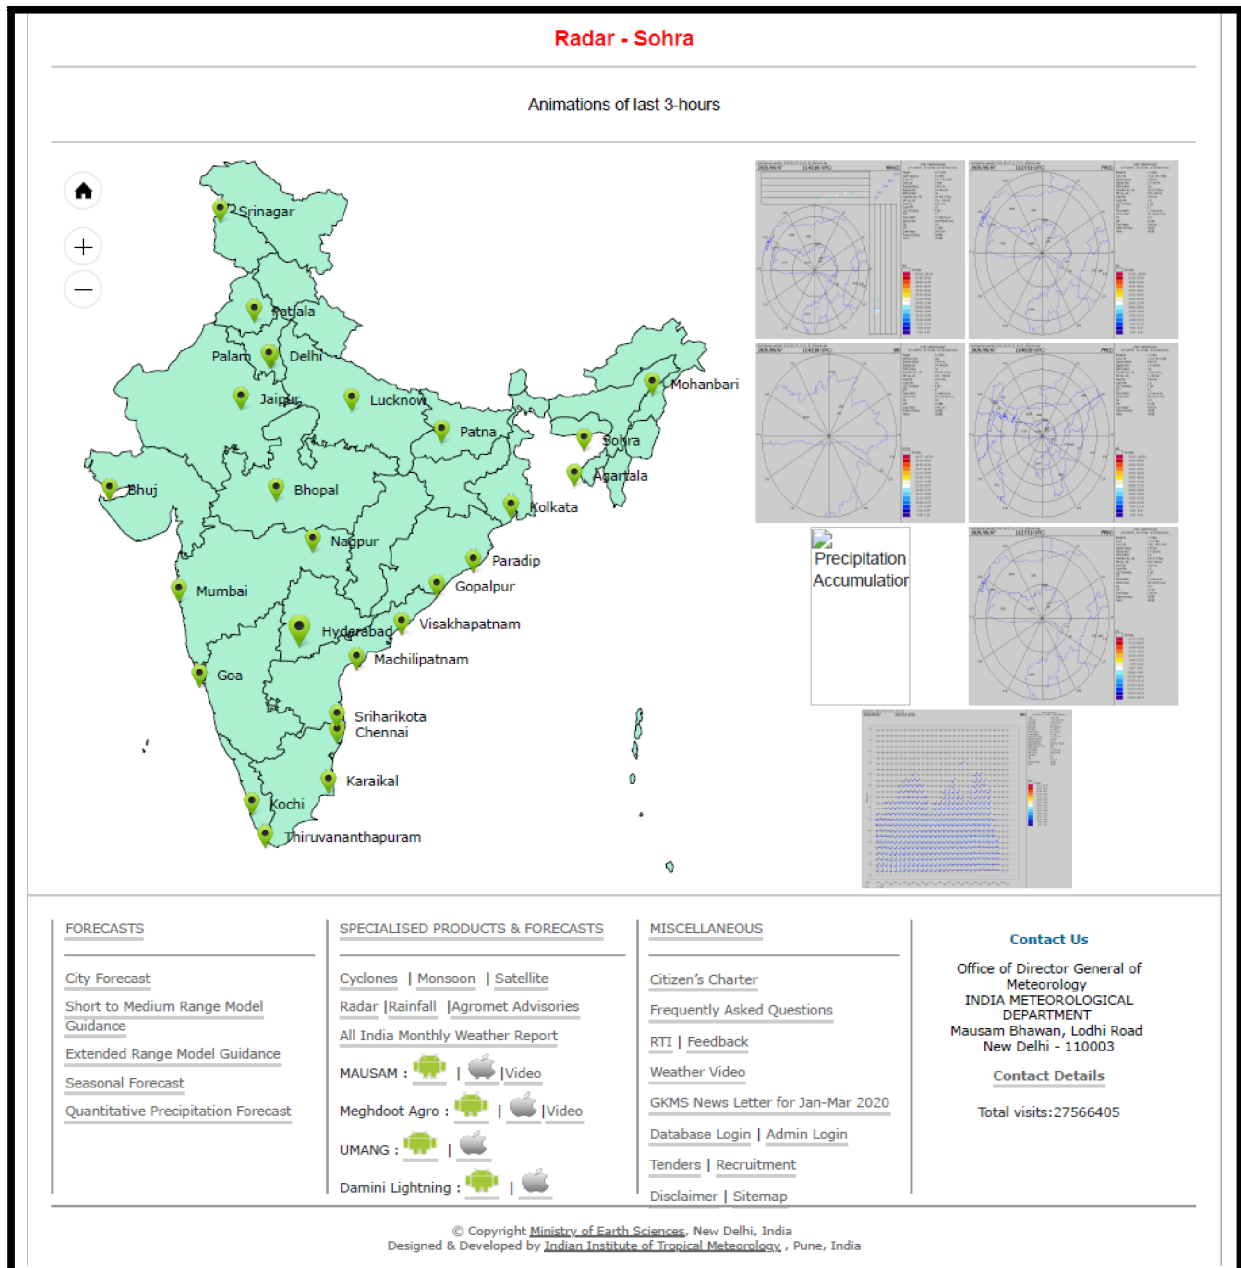 Radar - Sohra
Animations of last 3-hours
Srinagar
Patiala
Palam
Delhi
Jaipur
Lucknow
Mohanbari
Patna
Sohra
Agartala
Bhuj
Bhopal
Kolkata
Nagpur
Paradip
Gopalpur
Mumbai
Visakhapatnam
Hyderabad
Machilipatnam
Goa
Sriharikota
Chennai
Karaikal
Kochi
Thiruvananthapuram
Precipitation
Accumulation
FORECASTS
City Forecast
Short to Medium Range Model
Guidance
Extended Range Model Guidance
Seasonal Forecast
Quantitative Precipitation Forecast
SPECIALISED PRODUCTS & FORECASTS
Cyclones | Monsoon | Satellite
Radar |Rainfall |Agromet Advisories
All India Monthly Weather Report
MAUSAM : | |Video
Meghdoot Agro : | |Video
UMANG : |
Damini Lightning : |
MISCELLANEOUS
Citizen's Charter
Frequently Asked Questions
RTI | Feedback
Weather Video
GKMS News Letter for Jan-Mar 2020
Database Login | Admin Login
Tenders | Recruitment
Disclaimer | Sitemap
Contact Us
Office of Director General of
Meteorology
INDIA METEOROLOGICAL
DEPARTMENT
Mausam Bhawan, Lodhi Road
New Delhi - 110003
Contact Details
Total visits:27566405
© Copyright Ministry of Earth Sciences, New Delhi, India
Designed & Developed by Indian Institute of Tropical Meteorology , Pune, India